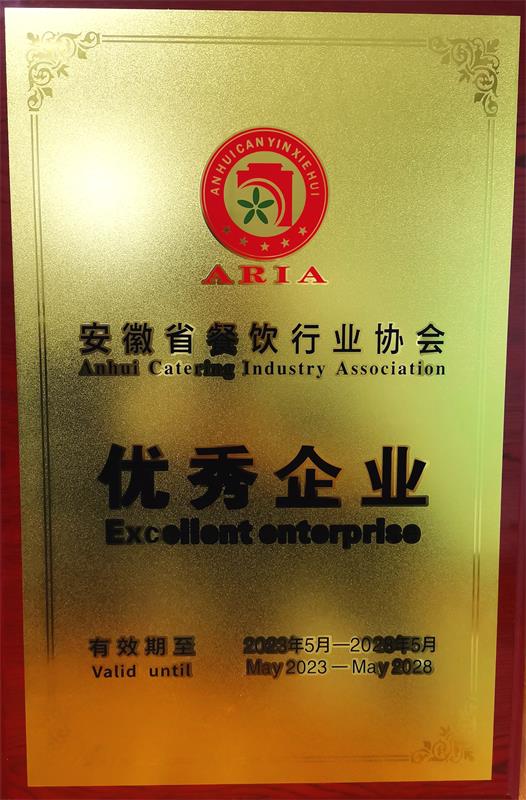 ANHUICANYINXIEHUI
ARIA
安徽省餐饮行业协会
Anhui Catering Industry Association
优秀企业
Excellent enterprise
有效期至 2023年5月—2028年5月
Valid until May 2023 — May 2028